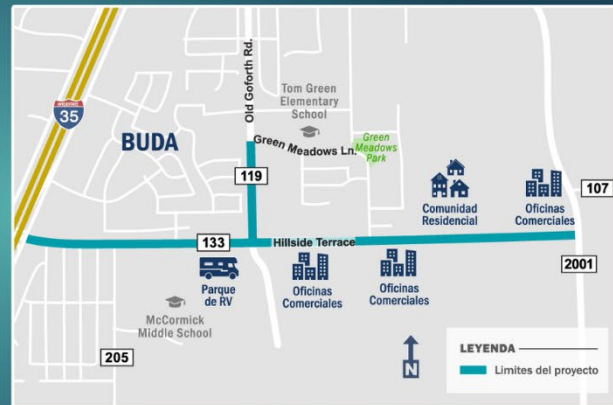 INTERSTATE
35
BUDA
Old Goforth Rd.
Tom Green
Elementary
School
Green Meadows Ln.
Green
Meadows
Park
119
107
Comunidad
Residencial
Oficinas
Comerciales
133
Hillside Terrace
2001
Parque
de RV
Oficinas
Comerciales
Oficinas
Comerciales
McCormick
Middle School
205
N
LEYENDA
Limites del proyecto